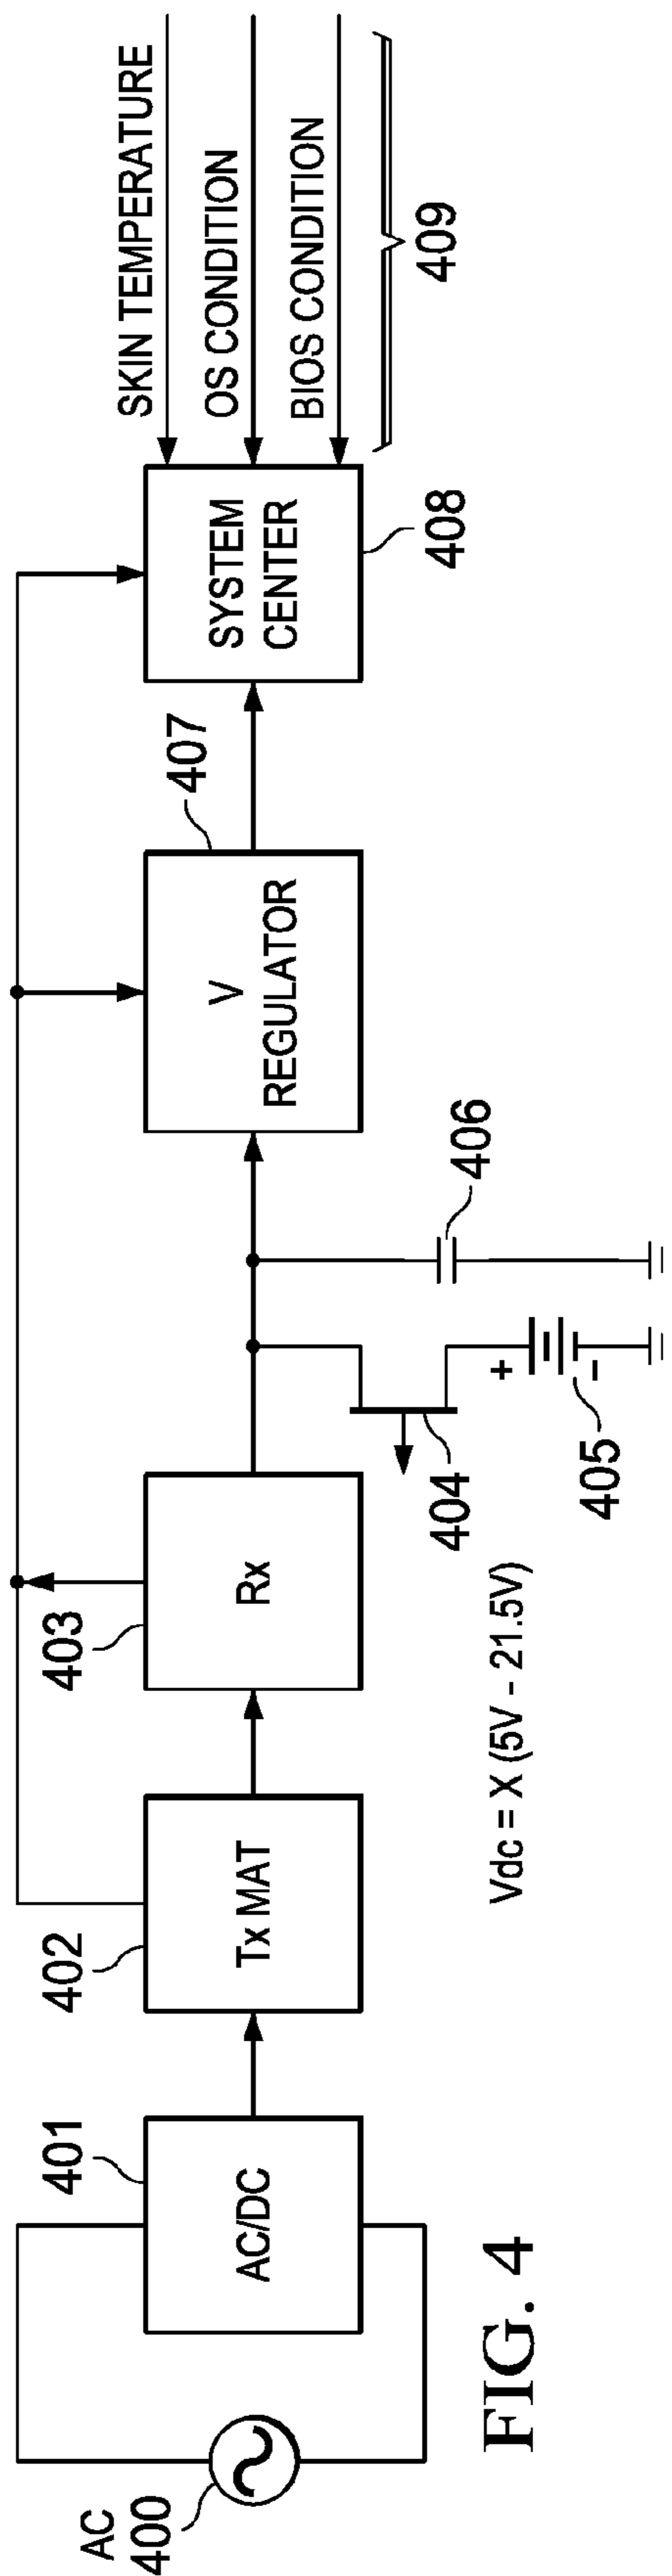 AC
400
401
AC/DC
402
Tx MAT
403
Rx
Vdc = X (5V - 21.5V)
404
+
-
405
406
407
V
REGULATOR
SYSTEM
CENTER
408
SKIN TEMPERATURE
OS CONDITION
BIOS CONDITION
409
FIG. 4